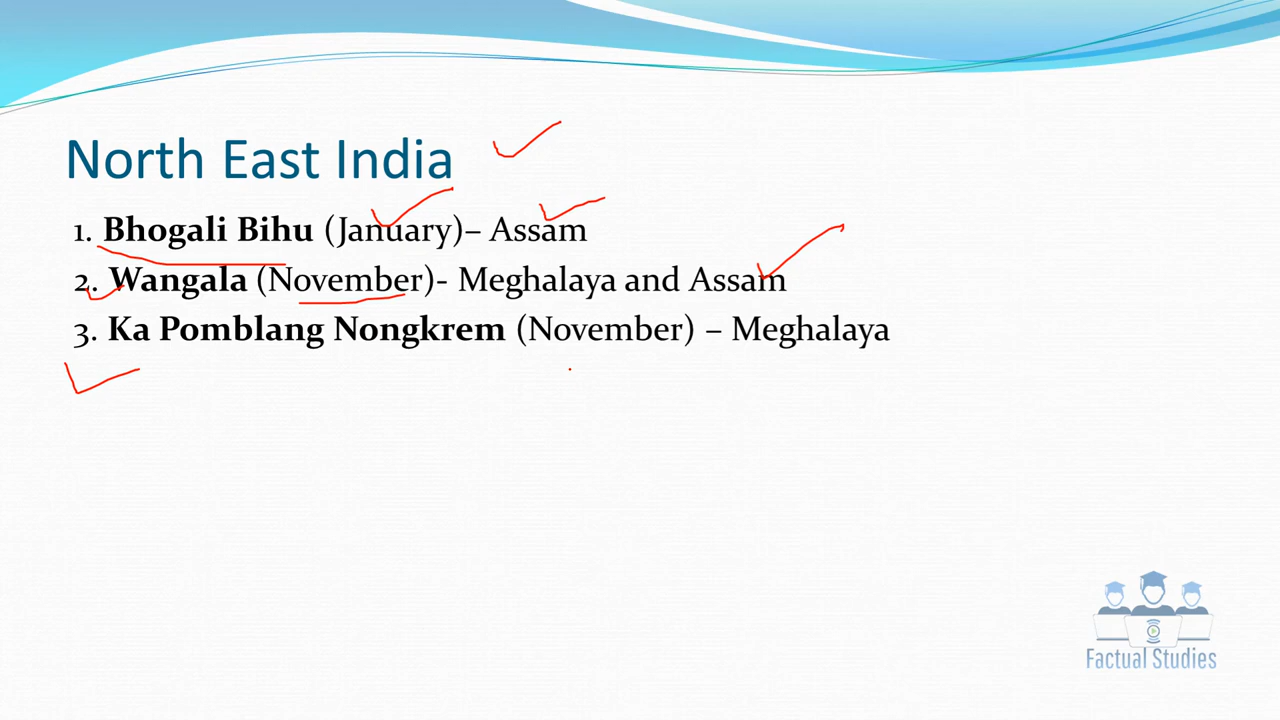 North East India
1. Bhogali Bihu (January)– Assam
2. Wangala (November)- Meghalaya and Assam
3. Ka Pomblang Nongkrem (November) – Meghalaya
Factual Studies